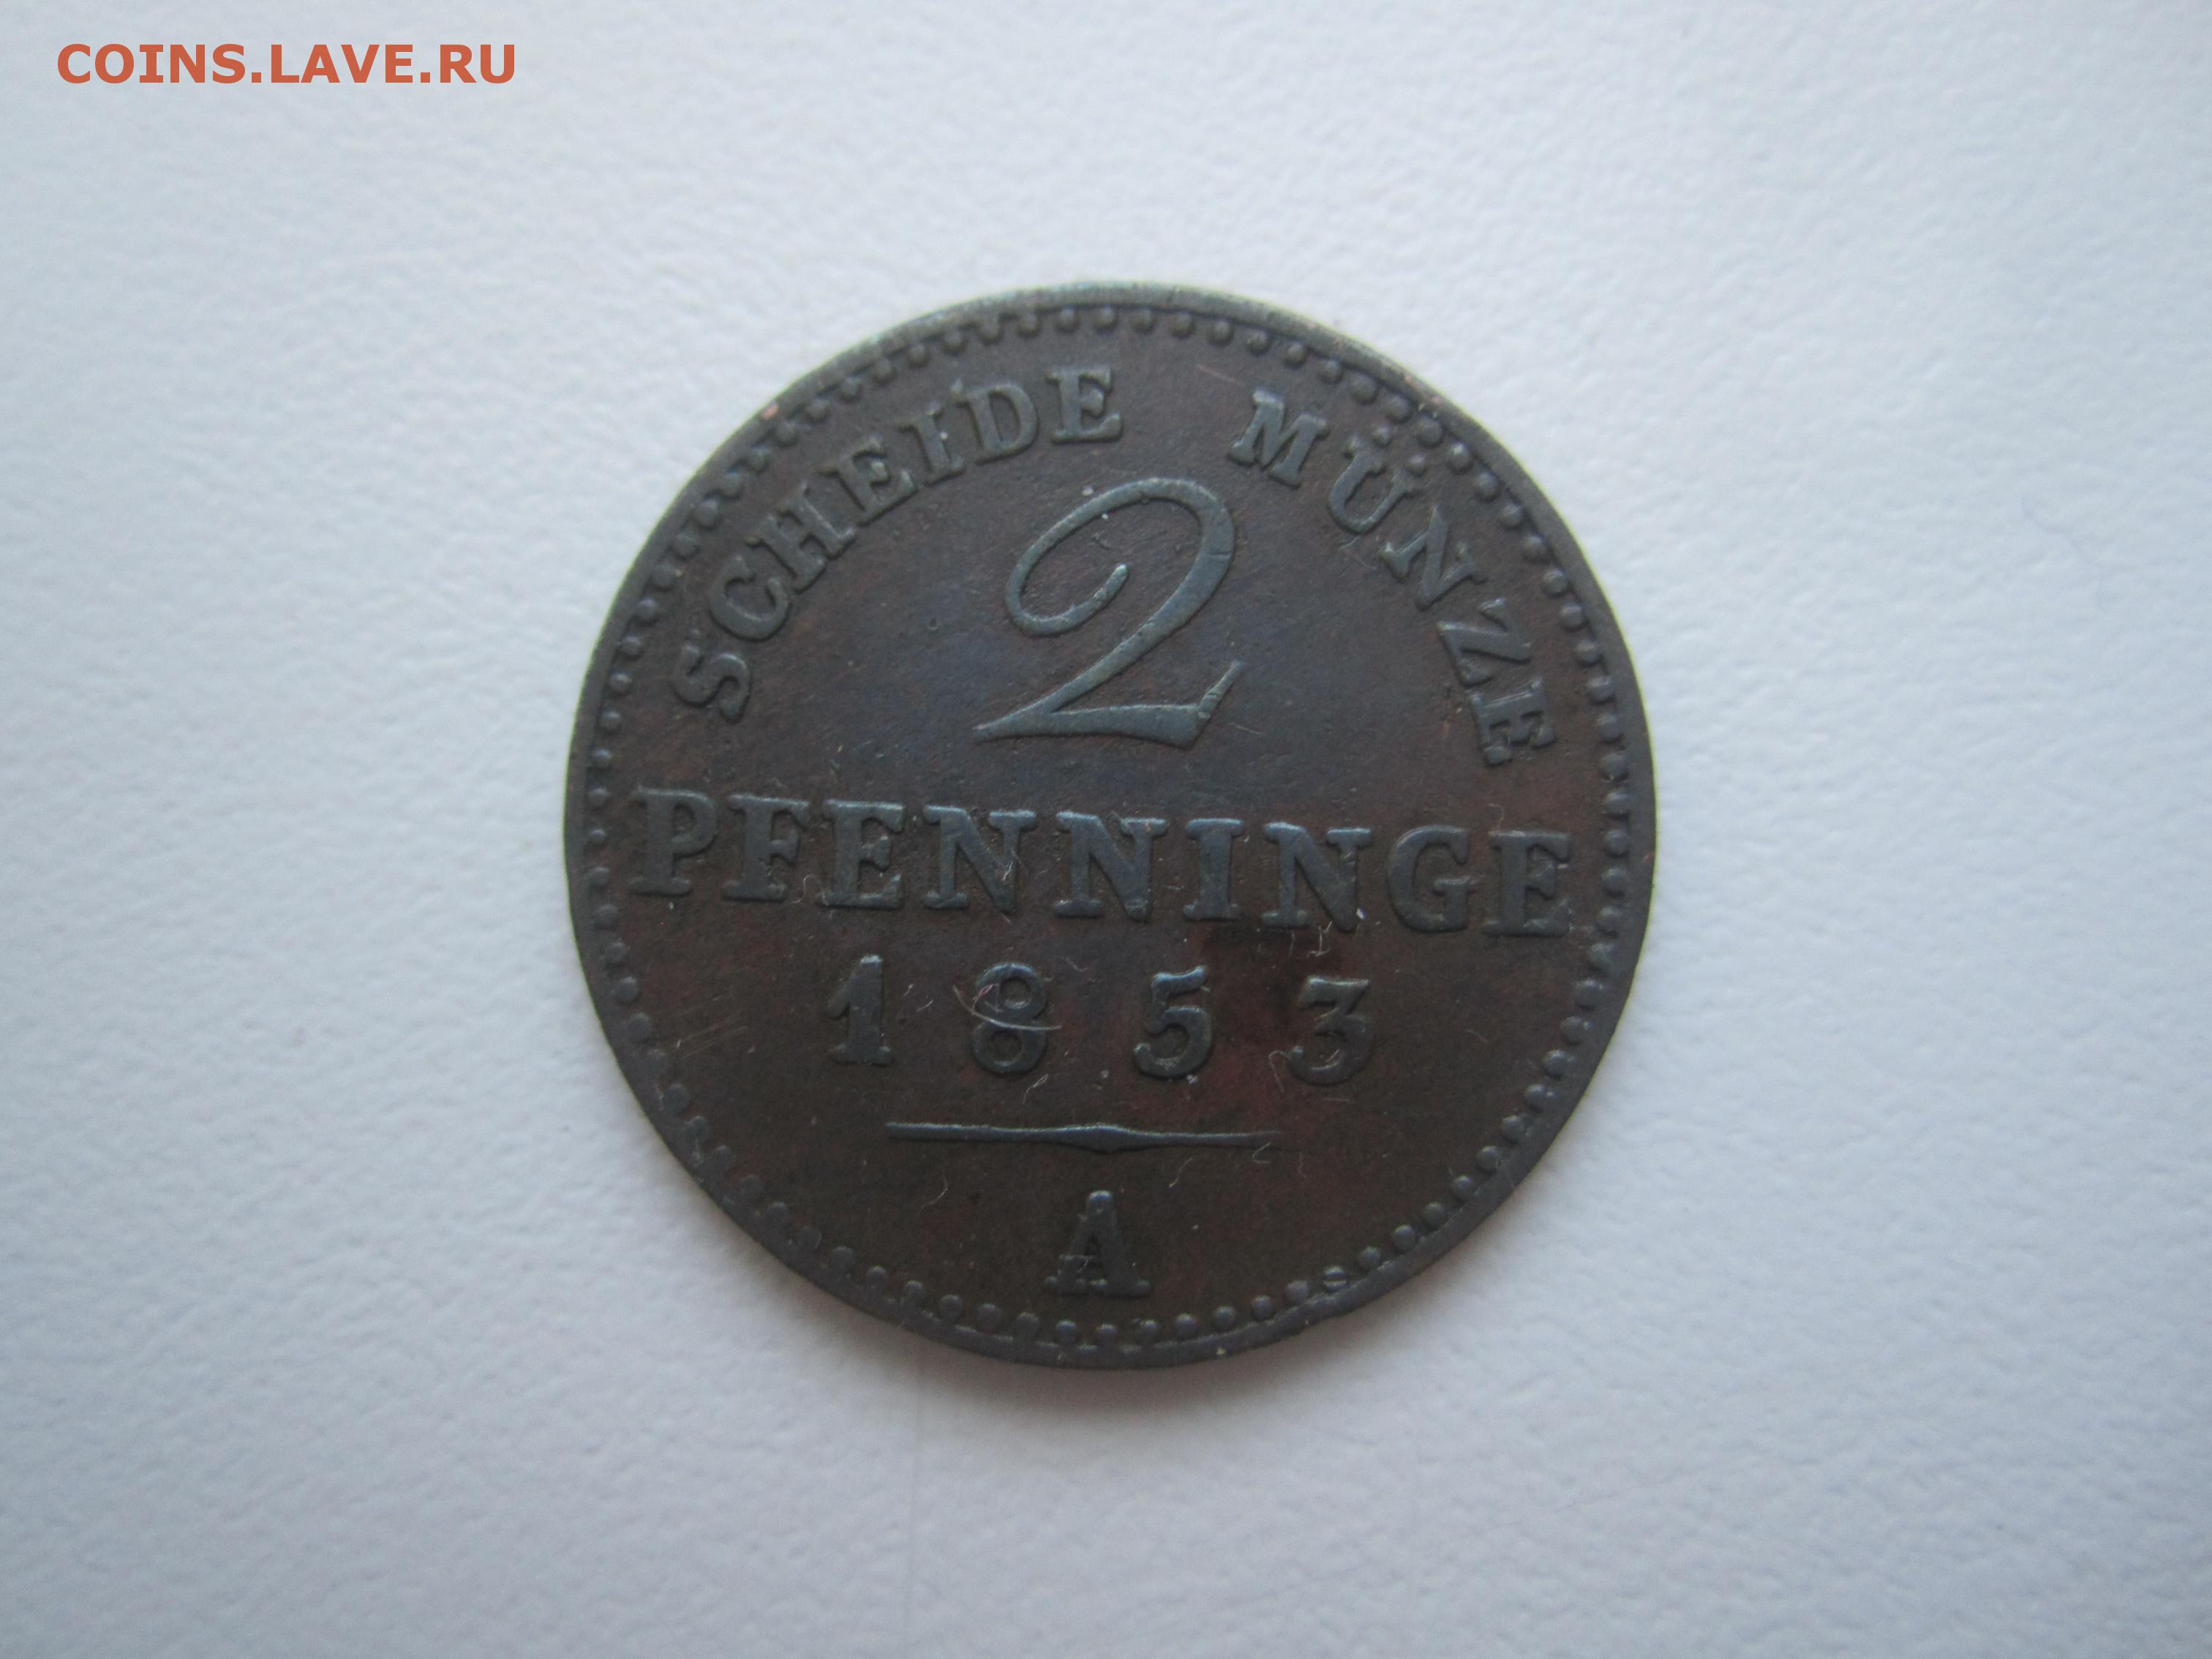 COINS.LAVE.RU
SCHEIDE MÜNZE
2
PFENNINGE
1853
A